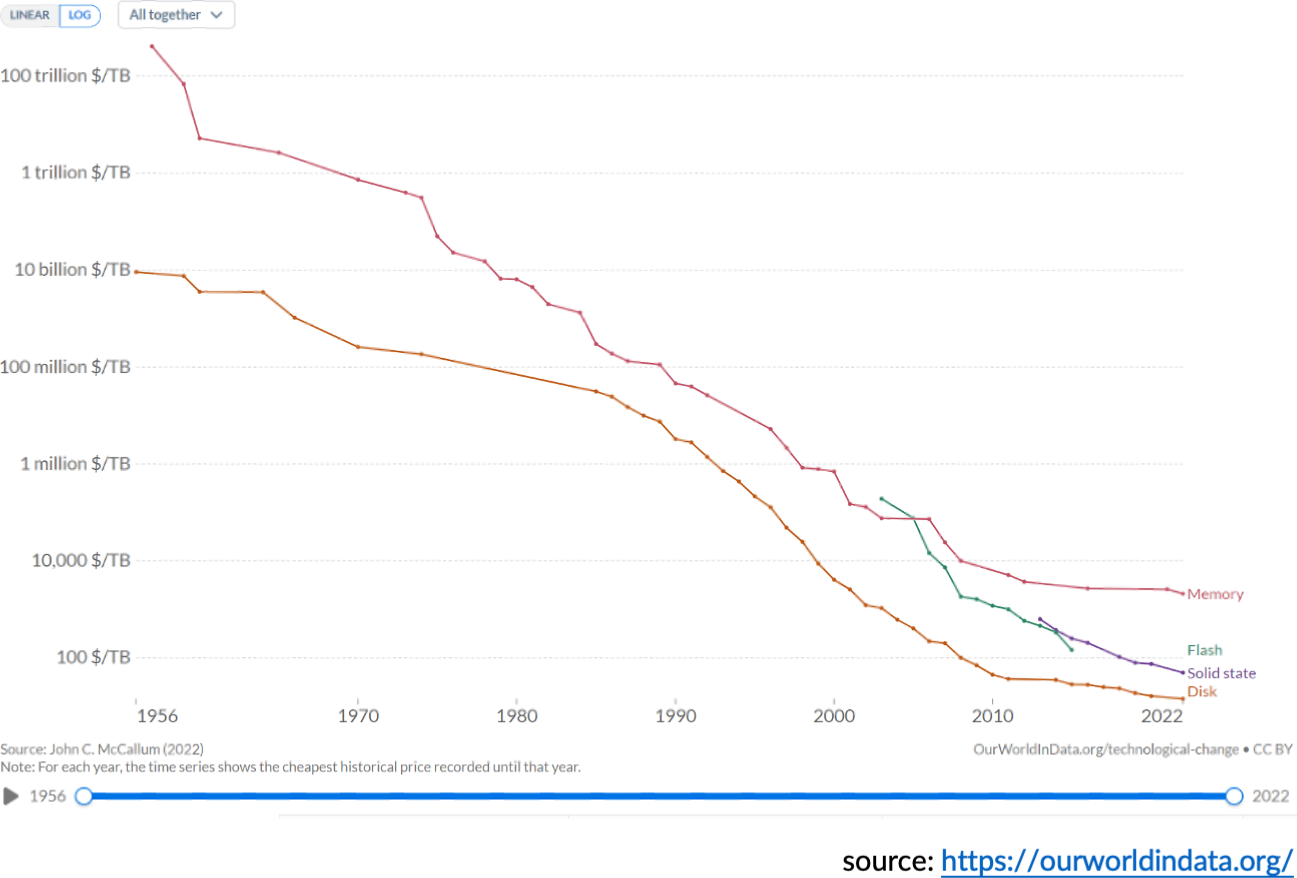 LINEAR LOG All together
100 trillion $/TB
1 trillion $/TB
10 billion $/TB
100 million $/TB
1 million $/TB
10,000 $/TB
Memory
Flash
100 $/TB
Solid state
Disk
1956 1970 1980 1990 2000 2010 2022
Source: John C. McCallum (2022) OurWorldInData.org/technological-change • CC BY
Note: For each year, the time series shows the cheapest historical price recorded until that year.
1956 2022
source: https://ourworldindata.org/